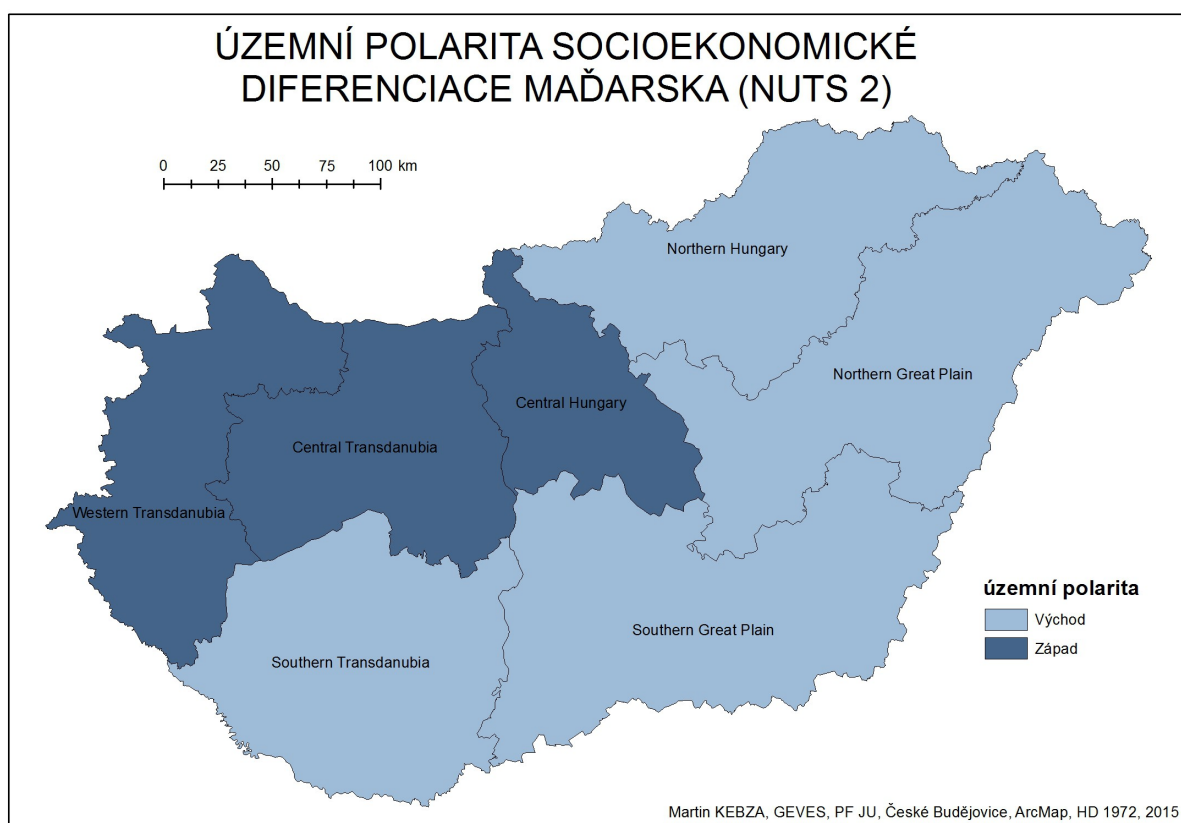 ÚZEMNÍ POLARITA SOCIOEKONOMICKÉ
DIFERENCIACE MAĎARSKA (NUTS 2)
0 25 50 75 100 km
Northern Hungary
Northern Great Plain
Central Hungary
Central Transdanubia
Western Transdanubia
Southern Great Plain
Southern Transdanubia
územní polarita
Východ
Západ
Martin KEBZA, GEVES, PF JU, České Budějovice, ArcMap, HD 1972, 2015